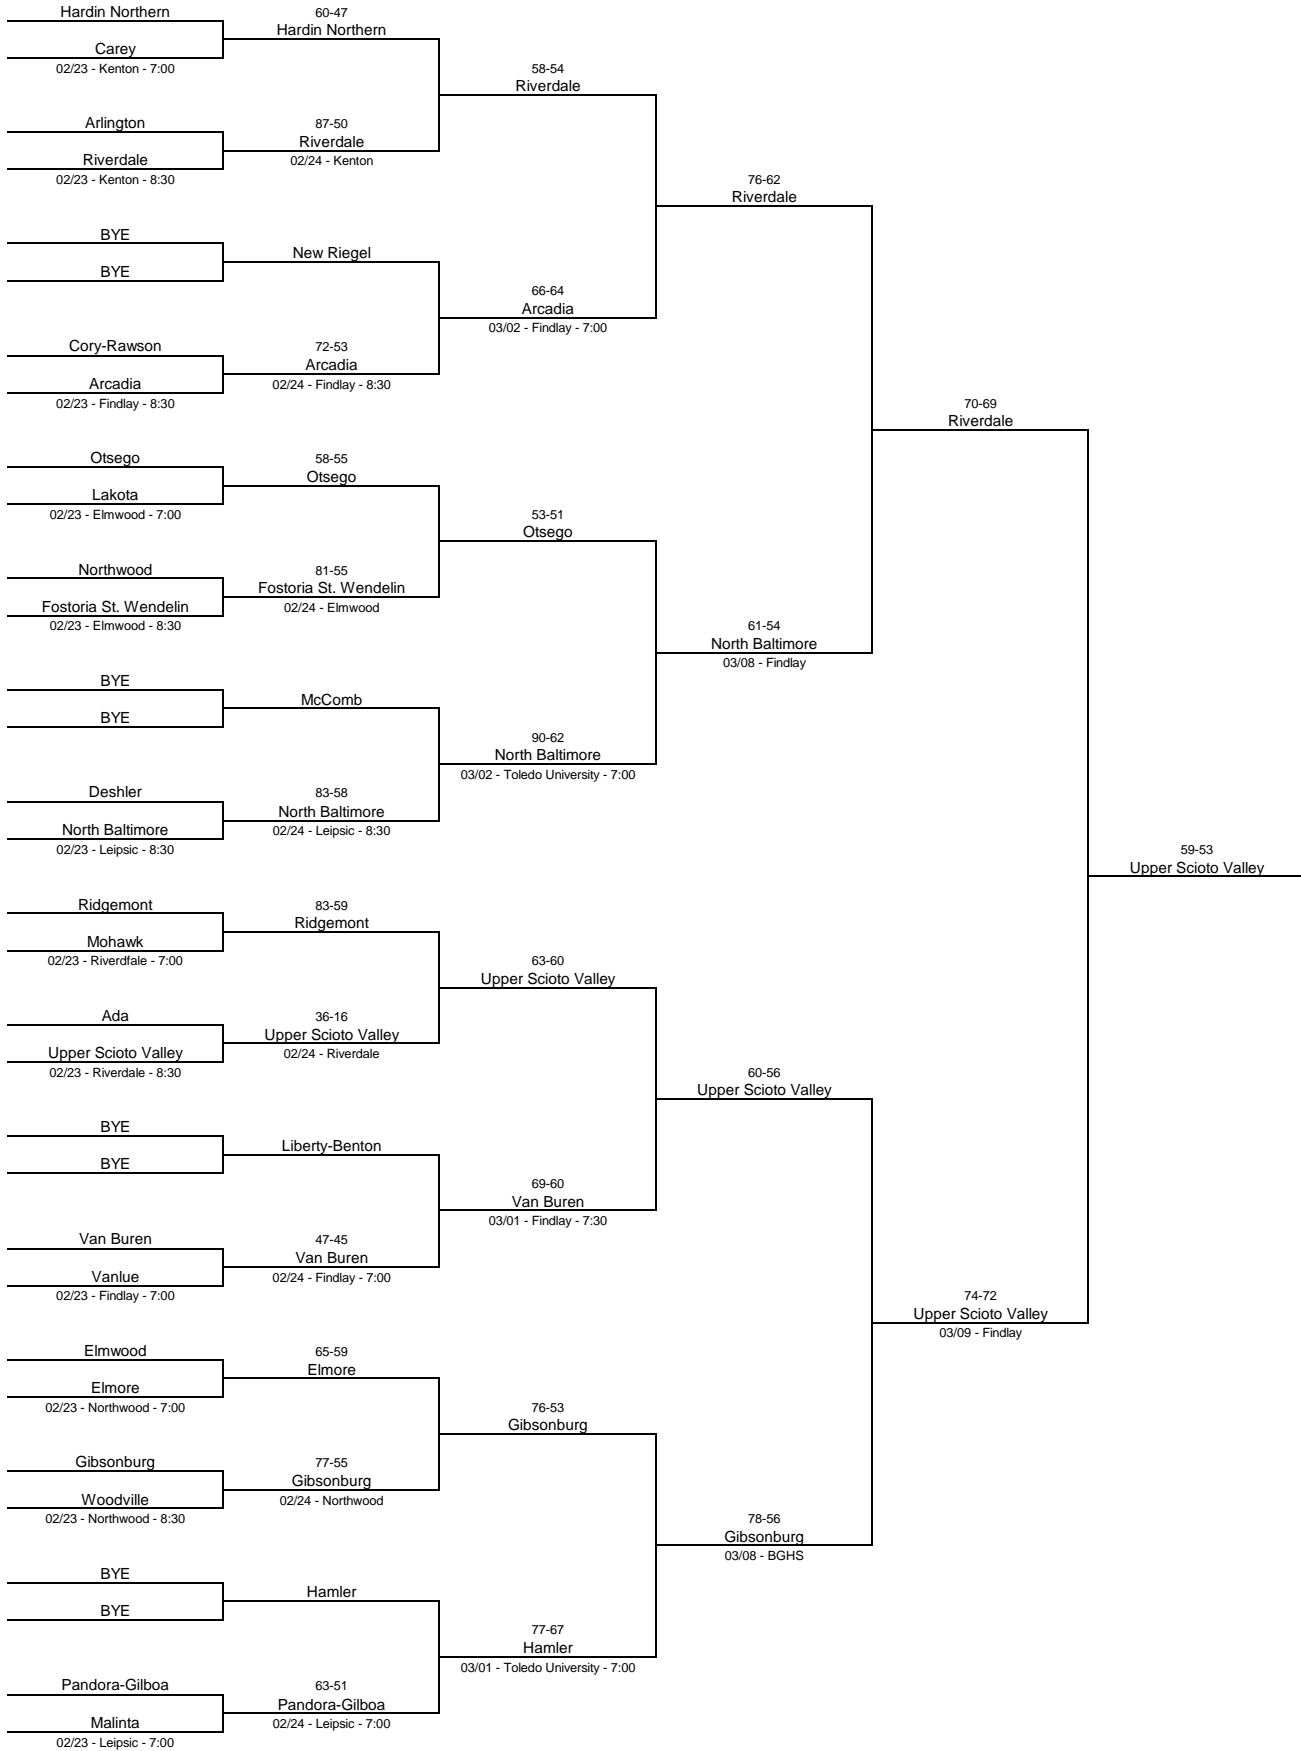 Hardin Northern
Carey
02/23 - Kenton - 7:00
Arlington
Riverdale
02/23 - Kenton - 8:30
BYE
BYE
Cory-Rawson
Arcadia
02/23 - Findlay - 8:30
Otsego
Lakota
02/23 - Elmwood - 7:00
Northwood
Fostoria St. Wendelin
02/23 - Elmwood - 8:30
BYE
BYE
Deshler
North Baltimore
02/23 - Leipsic - 8:30
Ridgemont
Mohawk
02/23 - Riverdfale - 7:00
Ada
Upper Scioto Valley
02/23 - Riverdale - 8:30
BYE
BYE
Van Buren
Vanlue
02/23 - Findlay - 7:00
Elmwood
Elmore
02/23 - Northwood - 7:00
Gibsonburg
Woodville
02/23 - Northwood - 8:30
BYE
BYE
Pandora-Gilboa
Malinta
02/23 - Leipsic - 7:00
60-47
Hardin Northern
87-50
Riverdale
02/24 - Kenton
New Riegel
72-53
Arcadia
02/24 - Findlay - 8:30
58-55
Otsego
81-55
Fostoria St. Wendelin
02/24 - Elmwood
McComb
83-58
North Baltimore
02/24 - Leipsic - 8:30
83-59
Ridgemont
36-16
Upper Scioto Valley
02/24 - Riverdale
Liberty-Benton
47-45
Van Buren
02/24 - Findlay - 7:00
65-59
Elmore
77-55
Gibsonburg
02/24 - Northwood
Hamler
63-51
Pandora-Gilboa
02/24 - Leipsic - 7:00
58-54
Riverdale
66-64
Arcadia
03/02 - Findlay - 7:00
53-51
Otsego
90-62
North Baltimore
03/02 - Toledo University - 7:00
63-60
Upper Scioto Valley
69-60
Van Buren
03/01 - Findlay - 7:30
76-53
Gibsonburg
77-67
Hamler
03/01 - Toledo University - 7:00
76-62
Riverdale
61-54
North Baltimore
03/08 - Findlay
60-56
Upper Scioto Valley
78-56
Gibsonburg
03/08 - BGHS
70-69
Riverdale
74-72
Upper Scioto Valley
03/09 - Findlay
59-53
Upper Scioto Valley